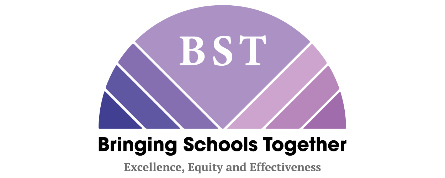 BST
Bringing Schools Together
Excellence, Equity and Effectiveness